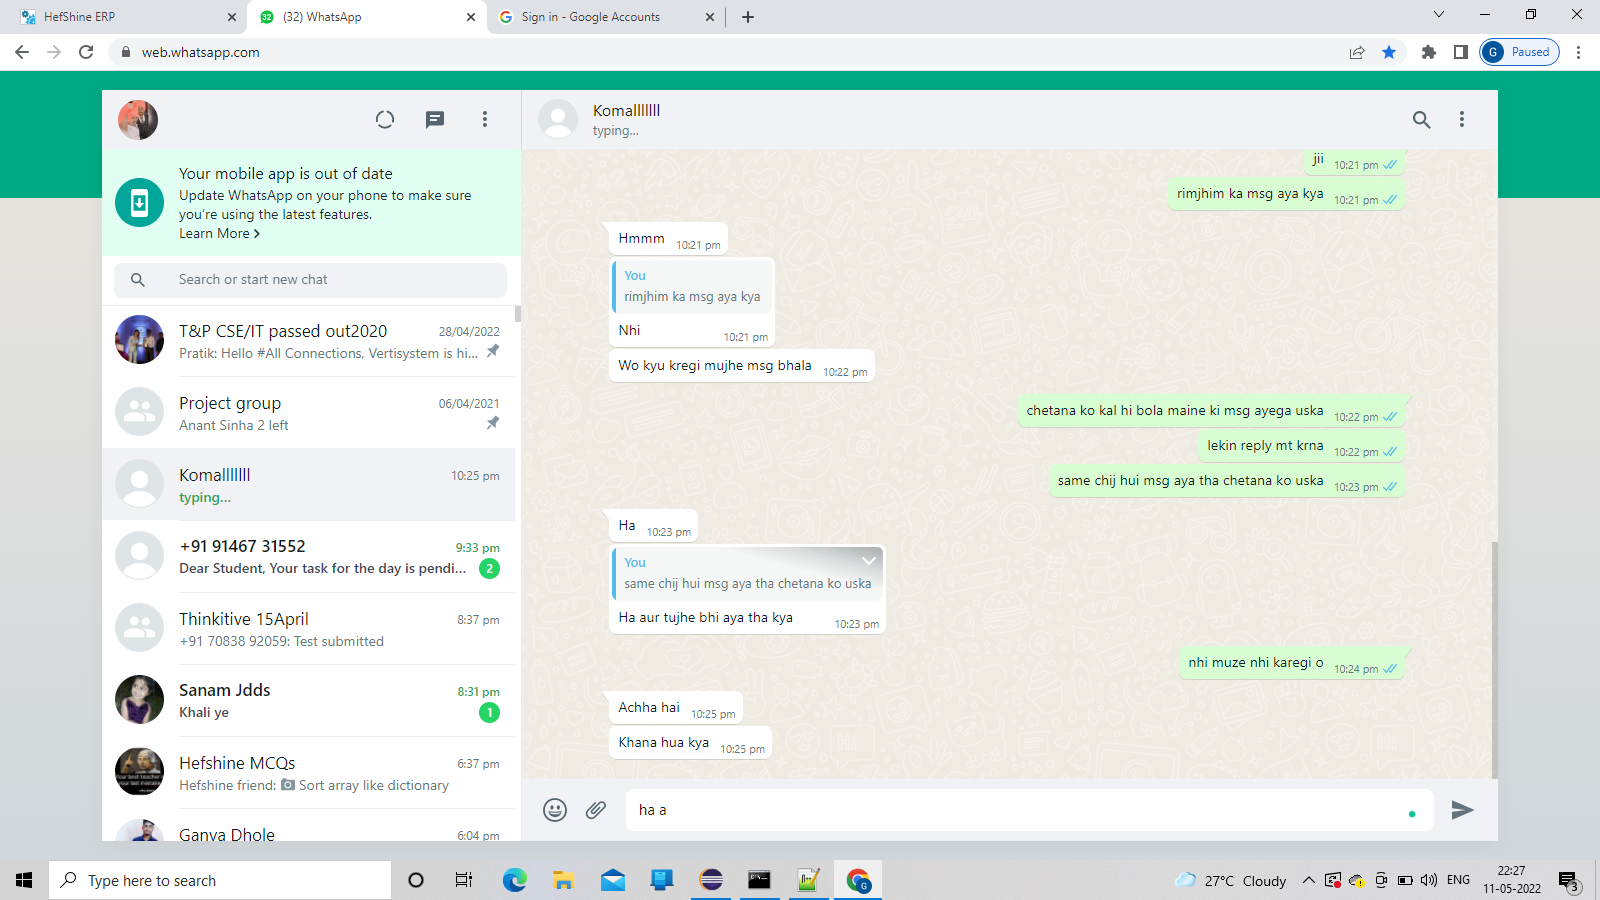 HefShine ERP
(32) WhatsApp
Sign in - Google Accounts
web.whatsapp.com
G Paused
Your mobile app is out of date
Update WhatsApp on your phone to make sure
you're using the latest features.
Learn More
Search or start new chat
T&P CSE/IT passed out2020 28/04/2022
Pratik: Hello #All Connections, Vertisystem is hi...
Project group 06/04/2021
Anant Sinha 2 left
Komalllllll 10:25 pm
typing...
+91 91467 31552 9:33 pm
Dear Student, Your task for the day is pendi... 2
Thinkitive 15April 8:37 pm
+91 70838 92059: Test submitted
Sanam Jdds 8:31 pm
Khali ye 1
Hefshine MCQs 6:37 pm
Hefshine friend: Sort array like dictionary
Ganva Dhole 6:04 pm
Komalllllll
typing...
jii 10:21 pm
rimjhim ka msg aya kya 10:21 pm
Hmmm 10:21 pm
You
rimjhim ka msg aya kya
Nhi 10:21 pm
Wo kyu kregi mujhe msg bhala 10:22 pm
chetana ko kal hi bola maine ki msg ayega uska 10:22 pm
lekin reply mt krna 10:22 pm
same chij hui msg aya tha chetana ko uska 10:23 pm
Ha 10:23 pm
You
same chij hui msg aya tha chetana ko uska
Ha aur tujhe bhi aya tha kya 10:23 pm
nhi muze nhi karegi o 10:24 pm
Achha hai 10:25 pm
Khana hua kya 10:25 pm
ha a
Type here to search
27°C Cloudy
ENG
22:27
11-05-2022
3